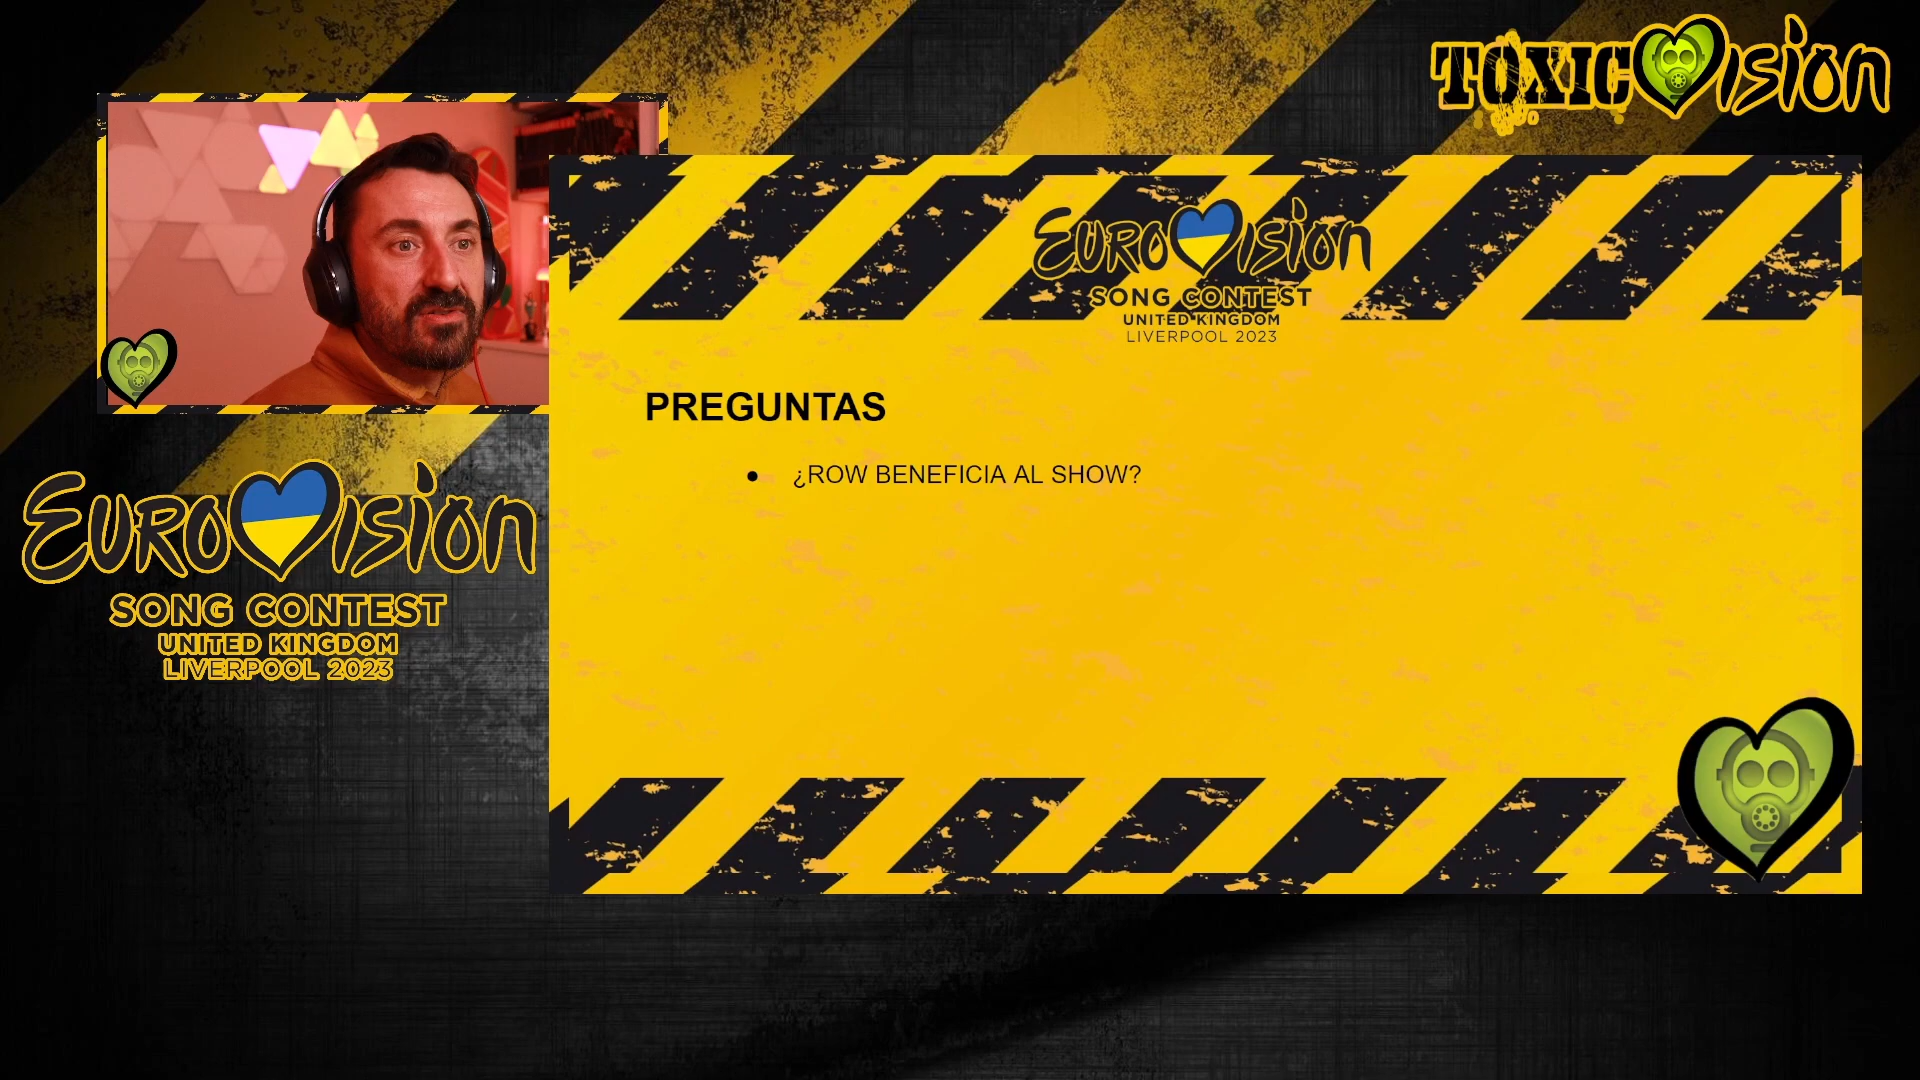 TOXICVISION
EUROVISION
SONG CONTEST
UNITED KINGDOM
LIVERPOOL 2023
PREGUNTAS
● ¿ROW BENEFICIA AL SHOW?
EUROVISION
SONG CONTEST
UNITED KINGDOM
LIVERPOOL 2023